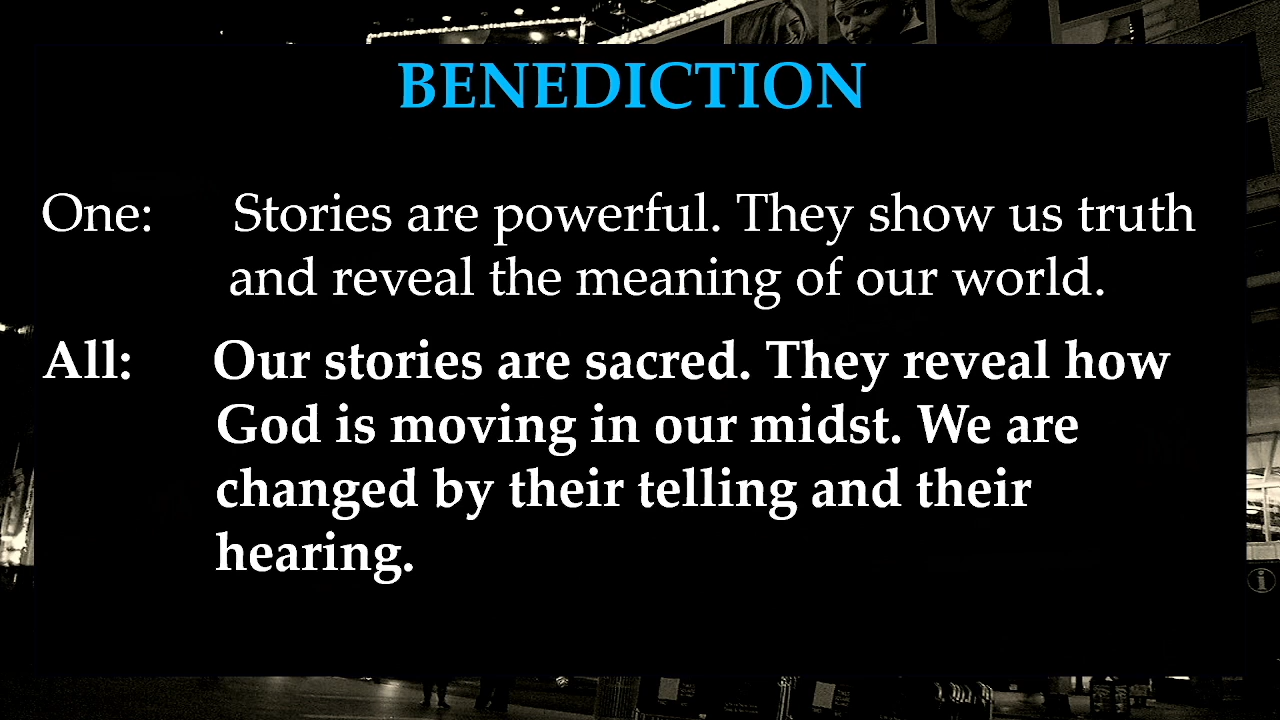 BENEDICTION
One: Stories are powerful. They show us truth
and reveal the meaning of our world.
All: Our stories are sacred. They reveal how
God is moving in our midst. We are
changed by their telling and their
hearing.